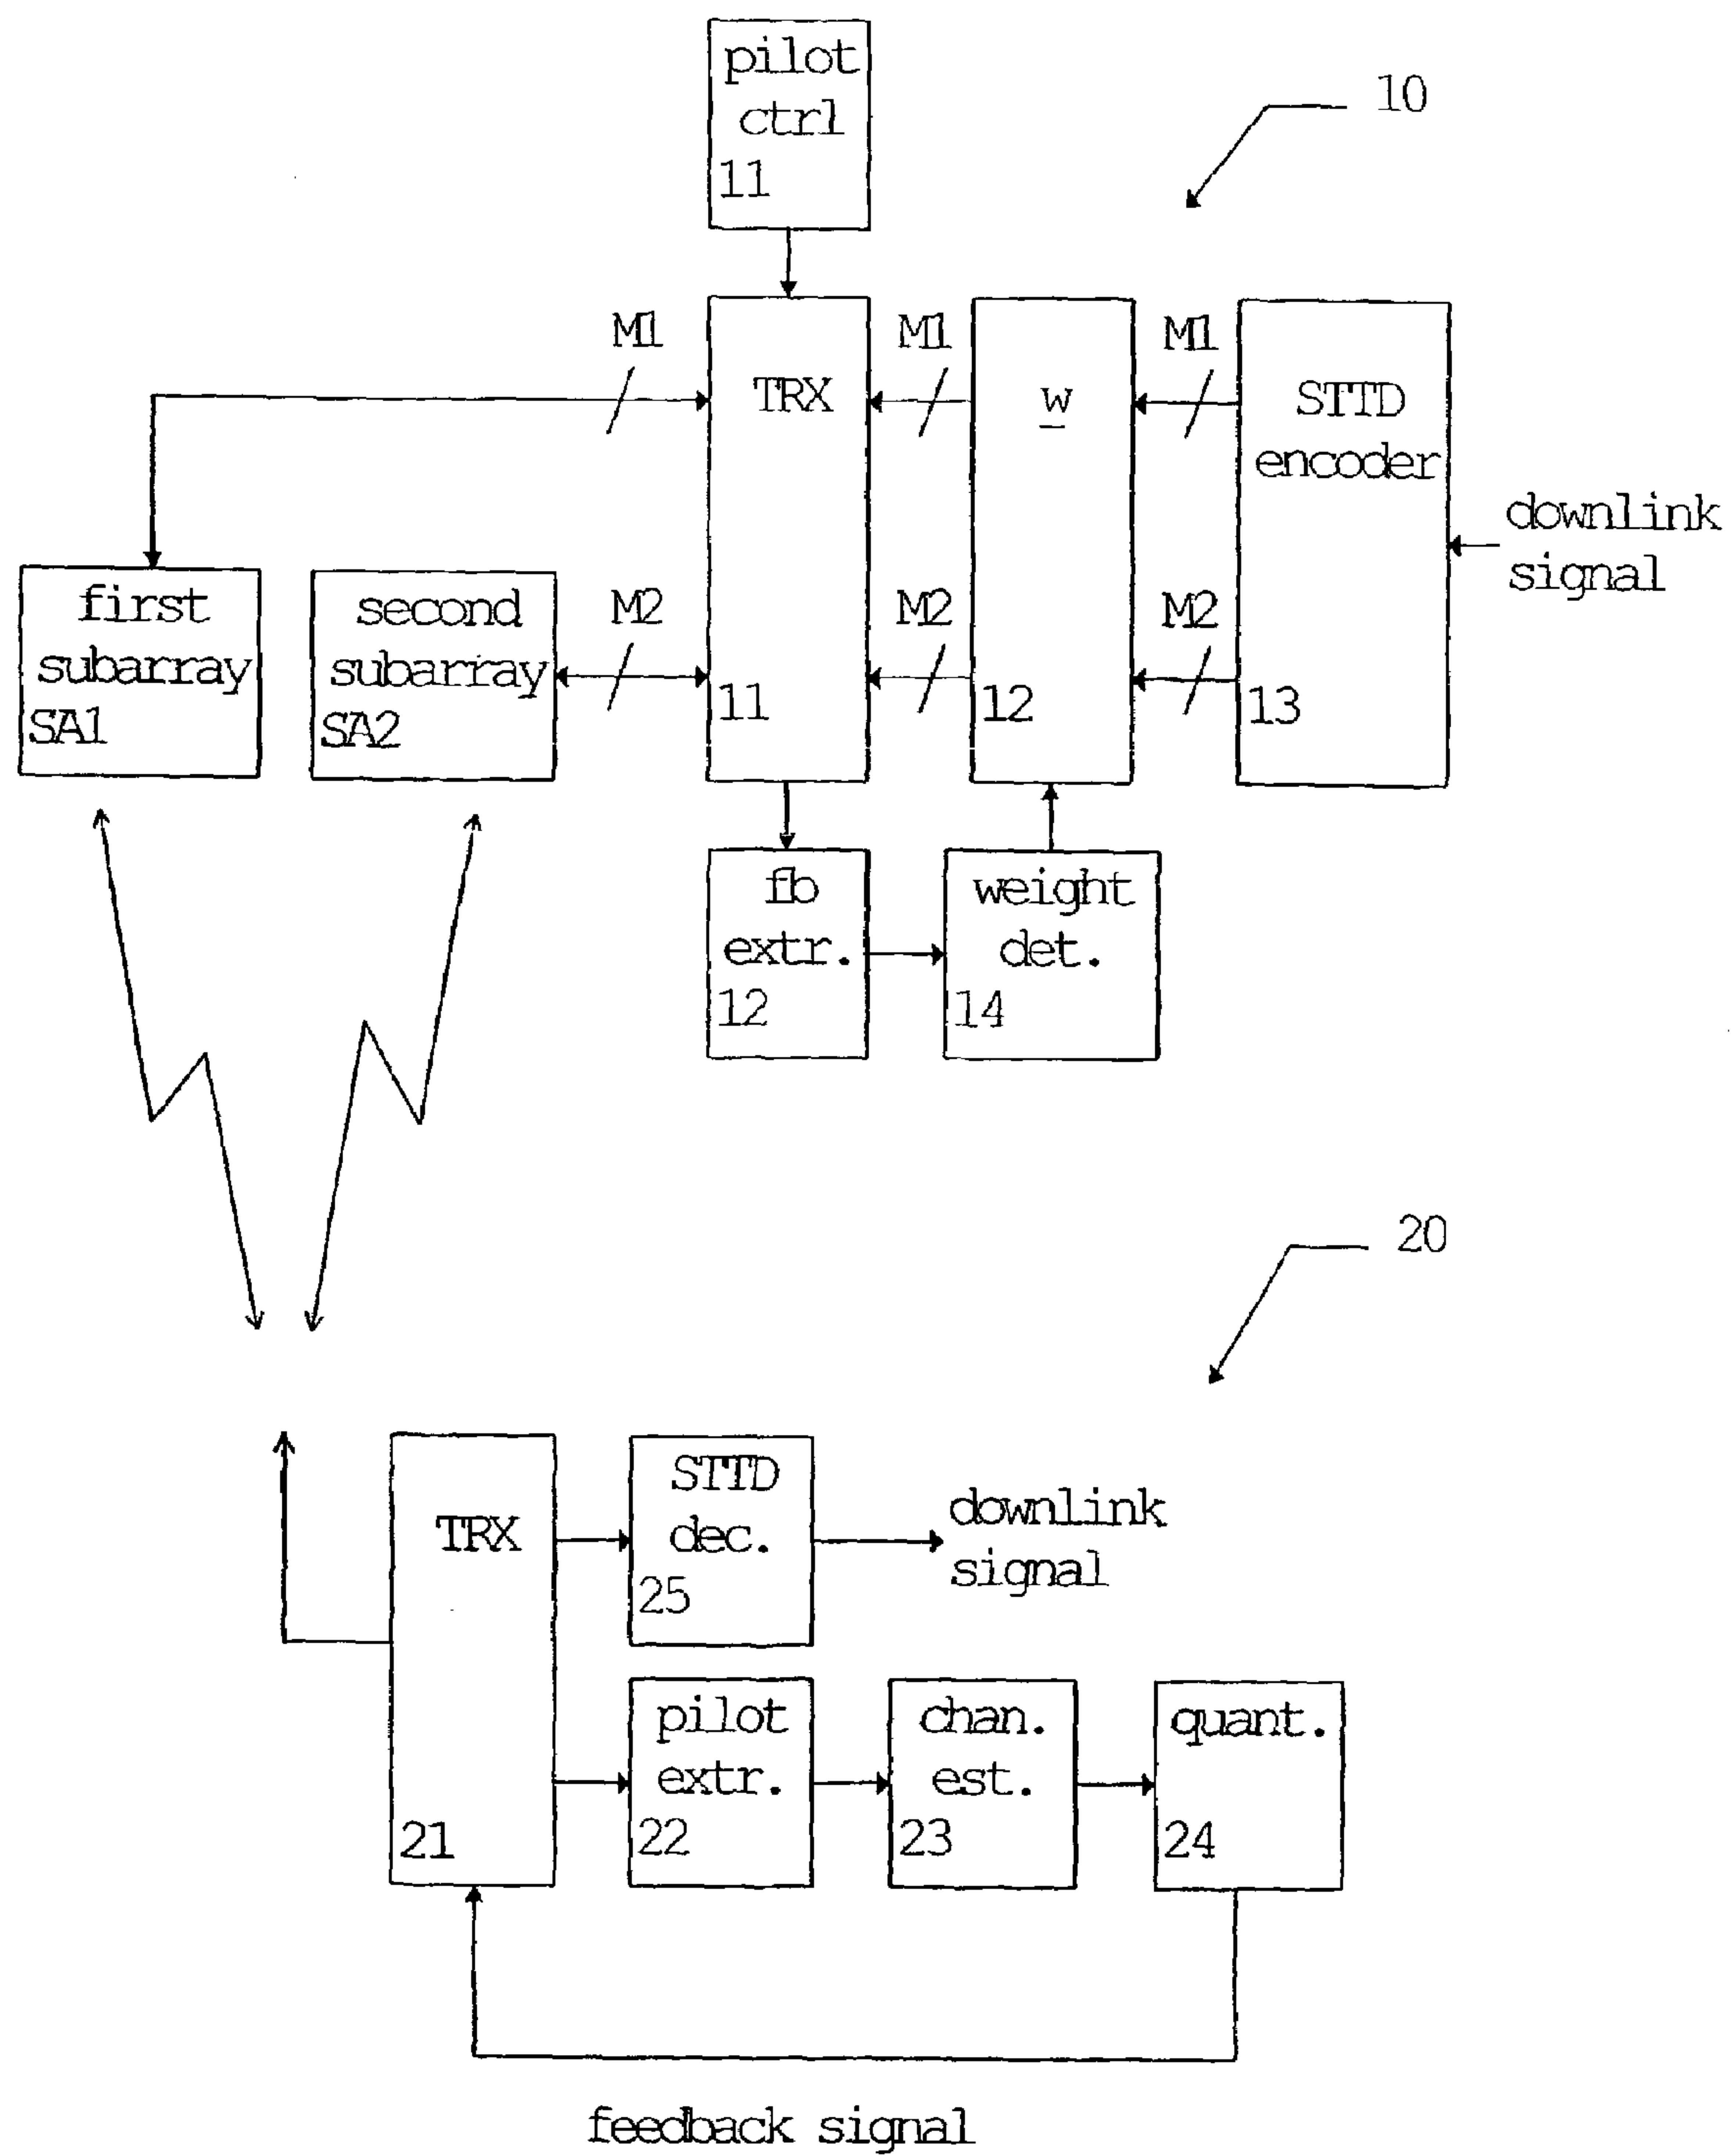 pilot
ctrl
11
10
M1
M1
M1
TRX
w
STTD
encoder
downlink
signal
first
subarray
SA1
second
subarray
SA2
M2
M2
M2
11
12
13
fb
extr.
12
weight
det.
14
20
TRX
21
STTD
dec.
25
downlink
signal
pilot
extr.
22
chan.
est.
23
quant.
24
feedback signal